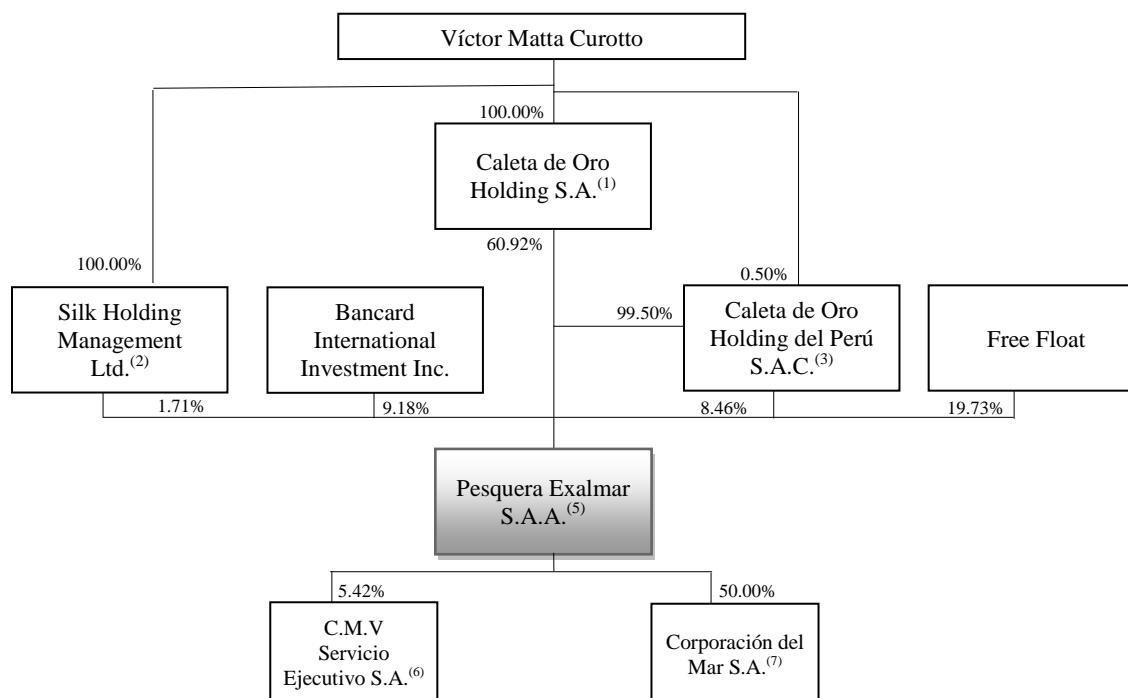 Víctor Matta Curotto
100.00%
Caleta de Oro
Holding S.A.(1)
60.92%
100.00%
0.50%
Silk Holding
Management
Ltd.(2)
Bancard
International
Investment Inc.
99.50%
Caleta de Oro
Holding del Perú
S.A.C.(3)
Free Float
1.71%
9.18%
8.46%
19.73%
Pesquera Exalmar
S.A.A.(5)
5.42%
50.00%
C.M.V
Servicio
Ejecutivo S.A.(6)
Corporación del
Mar S.A.(7)